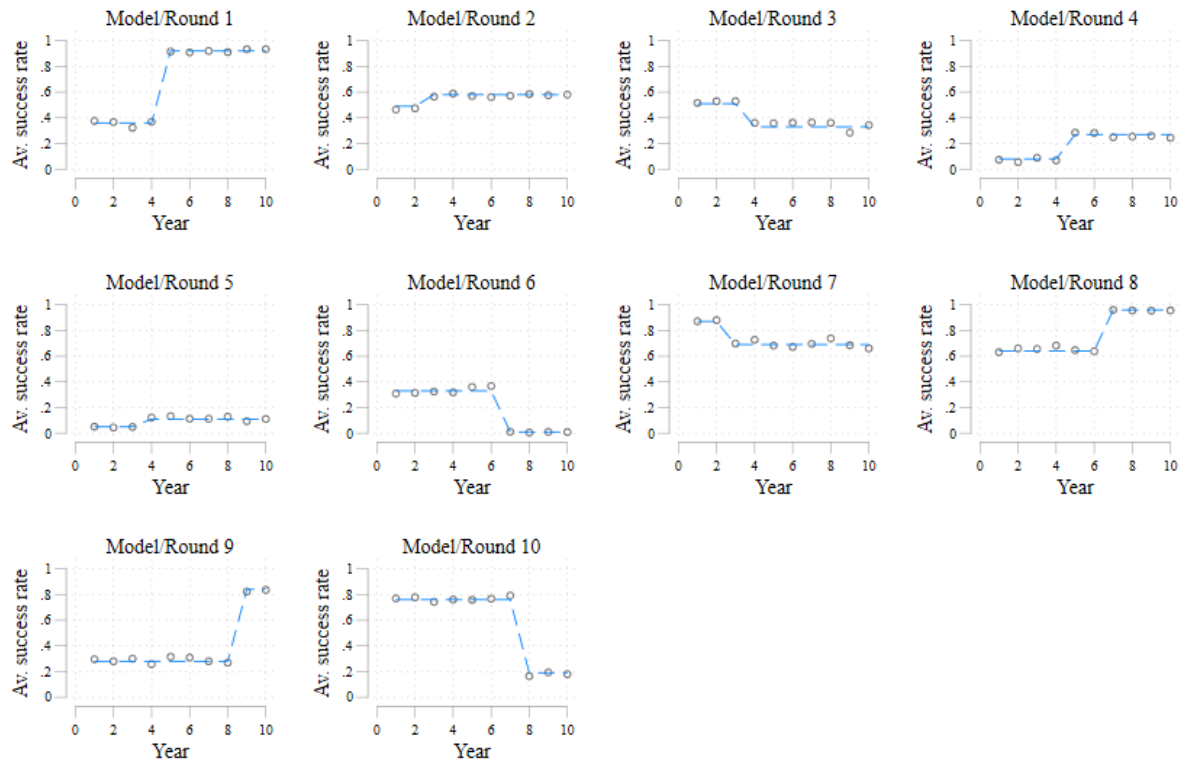 Model/Round 1
Av. success rate
1
.8
.6
.4
.2
0
0 2 4 6 8 10
Year
Model/Round 2
Av. success rate
1
.8
.6
.4
.2
0
0 2 4 6 8 10
Year
Model/Round 3
Av. success rate
1
.8
.6
.4
.2
0
0 2 4 6 8 10
Year
Model/Round 4
Av. success rate
1
.8
.6
.4
.2
0
0 2 4 6 8 10
Year
Model/Round 5
Av. success rate
1
.8
.6
.4
.2
0
0 2 4 6 8 10
Year
Model/Round 6
Av. success rate
1
.8
.6
.4
.2
0
0 2 4 6 8 10
Year
Model/Round 7
Av. success rate
1
.8
.6
.4
.2
0
0 2 4 6 8 10
Year
Model/Round 8
Av. success rate
1
.8
.6
.4
.2
0
0 2 4 6 8 10
Year
Model/Round 9
Av. success rate
1
.8
.6
.4
.2
0
0 2 4 6 8 10
Year
Model/Round 10
Av. success rate
1
.8
.6
.4
.2
0
0 2 4 6 8 10
Year